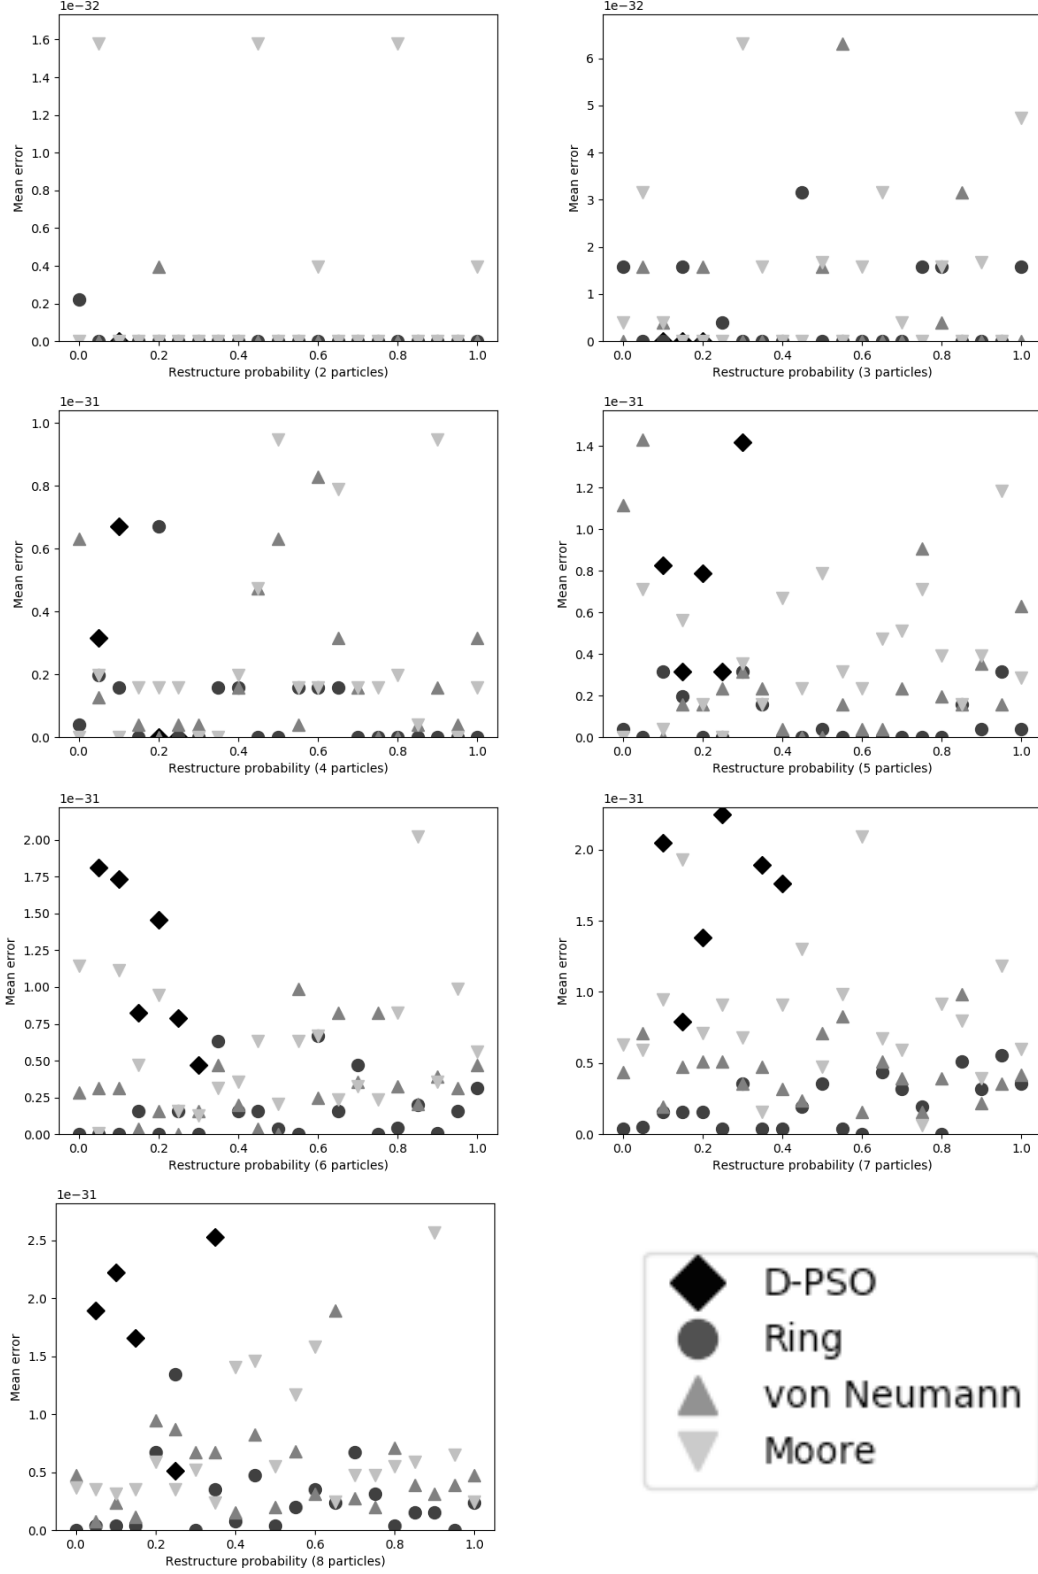 1e−32
1.6
1.4
1.2
1.0
0.8
0.6
0.4
0.2
0.0
Mean error
0.0 0.2 0.4 0.6 0.8 1.0
Restructure probability (2 particles)
1e−32
6
5
4
3
2
1
0
Mean error
0.0 0.2 0.4 0.6 0.8 1.0
Restructure probability (3 particles)
1e−31
1.0
0.8
0.6
0.4
0.2
0.0
Mean error
0.0 0.2 0.4 0.6 0.8 1.0
Restructure probability (4 particles)
1e−31
1.4
1.2
1.0
0.8
0.6
0.4
0.2
0.0
Mean error
0.0 0.2 0.4 0.6 0.8 1.0
Restructure probability (5 particles)
1e−31
2.00
1.75
1.50
1.25
1.00
0.75
0.50
0.25
0.00
Mean error
0.0 0.2 0.4 0.6 0.8 1.0
Restructure probability (6 particles)
1e−31
2.0
1.5
1.0
0.5
0.0
Mean error
0.0 0.2 0.4 0.6 0.8 1.0
Restructure probability (7 particles)
1e−31
2.5
2.0
1.5
1.0
0.5
0.0
Mean error
0.0 0.2 0.4 0.6 0.8 1.0
Restructure probability (8 particles)
D-PSO
Ring
von Neumann
Moore